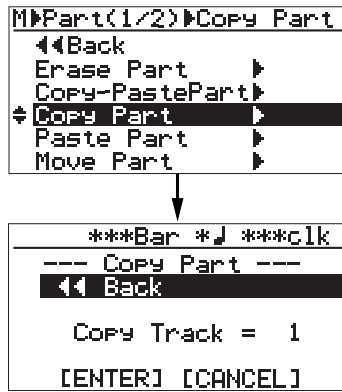 M▶Part(1/2)▶Copy Part
◀◀Back
Erase Part ▶
Copy-PastePart▶
Copy Part ▶
Paste Part ▶
Move Part ▶
***Bar *♩ ***clk
--- Copy Part ---
◀◀ Back
Copy Track = 1
[ENTER] [CANCEL]